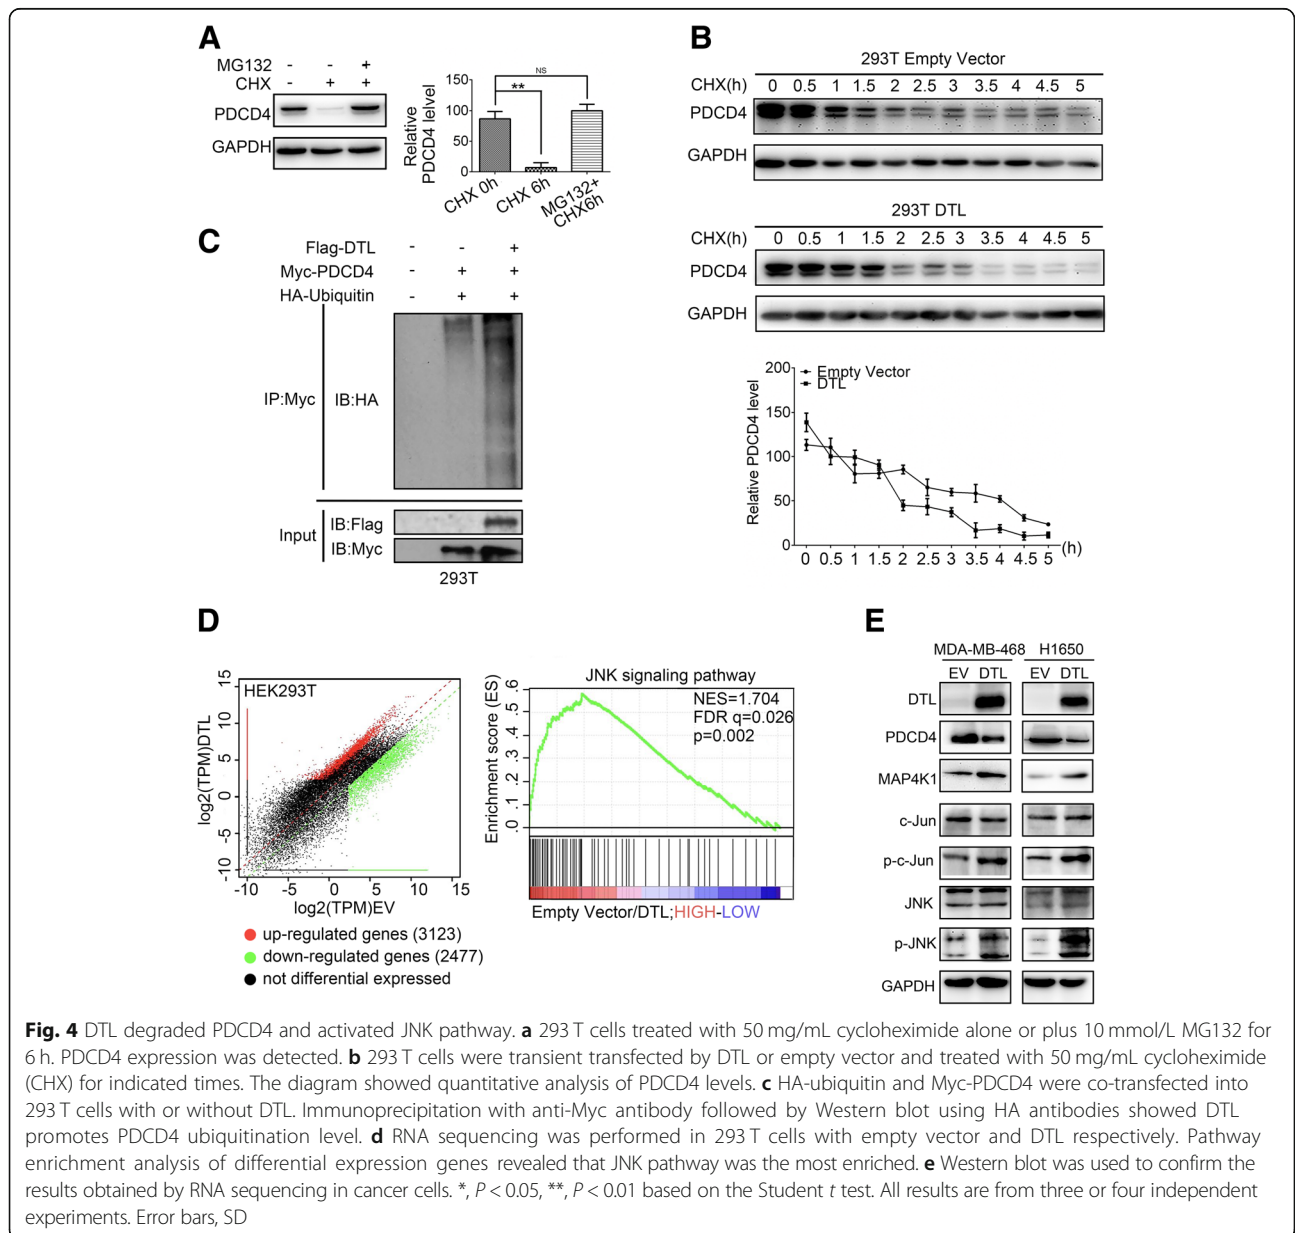 A
MG132 - - +
CHX - + +
PDCD4
GAPDH
Relative
PDCD4 lelvel
150
100
50
0
**
NS
CHX 0h
CHX 6h
MG132+
CHX6h
B
293T Empty Vector
CHX(h) 0 0.5 1 1.5 2 2.5 3 3.5 4 4.5 5
PDCD4
GAPDH
293T DTL
CHX(h) 0 0.5 1 1.5 2 2.5 3 3.5 4 4.5 5
PDCD4
GAPDH
Relative PDCD4 level
200
150
100
50
0
Empty Vector
DTL
0 0.5 1 1.5 2 2.5 3 3.5 4 4.5 5 (h)
C
Flag-DTL - - +
Myc-PDCD4 - + +
HA-Ubiquitin - + +
IP:Myc IB:HA
Input IB:Flag
IB:Myc
293T
D
HEK293T
log2(TPM)DTL
15
10
5
0
-5
-10
-10 -5 0 5 10 15
log2(TPM)EV
up-regulated genes (3123)
down-regulated genes (2477)
not differential expressed
JNK signaling pathway
Enrichment score (ES)
.6
.5
.4
.3
.2
.1
.0
NES=1.704
FDR q=0.026
p=0.002
Empty Vector/DTL;HIGH-LOW
E
MDA-MB-468 H1650
EV DTL EV DTL
DTL
PDCD4
MAP4K1
c-Jun
p-c-Jun
JNK
p-JNK
GAPDH
Fig. 4 DTL degraded PDCD4 and activated JNK pathway. a 293 T cells treated with 50 mg/mL cycloheximide alone or plus 10 mmol/L MG132 for
6 h. PDCD4 expression was detected. b 293 T cells were transient transfected by DTL or empty vector and treated with 50 mg/mL cycloheximide
(CHX) for indicated times. The diagram showed quantitative analysis of PDCD4 levels. c HA-ubiquitin and Myc-PDCD4 were co-transfected into
293 T cells with or without DTL. Immunoprecipitation with anti-Myc antibody followed by Western blot using HA antibodies showed DTL
promotes PDCD4 ubiquitination level. d RNA sequencing was performed in 293 T cells with empty vector and DTL respectively. Pathway
enrichment analysis of differential expression genes revealed that JNK pathway was the most enriched. e Western blot was used to confirm the
results obtained by RNA sequencing in cancer cells. *, P < 0.05, **, P < 0.01 based on the Student t test. All results are from three or four independent
experiments. Error bars, SD